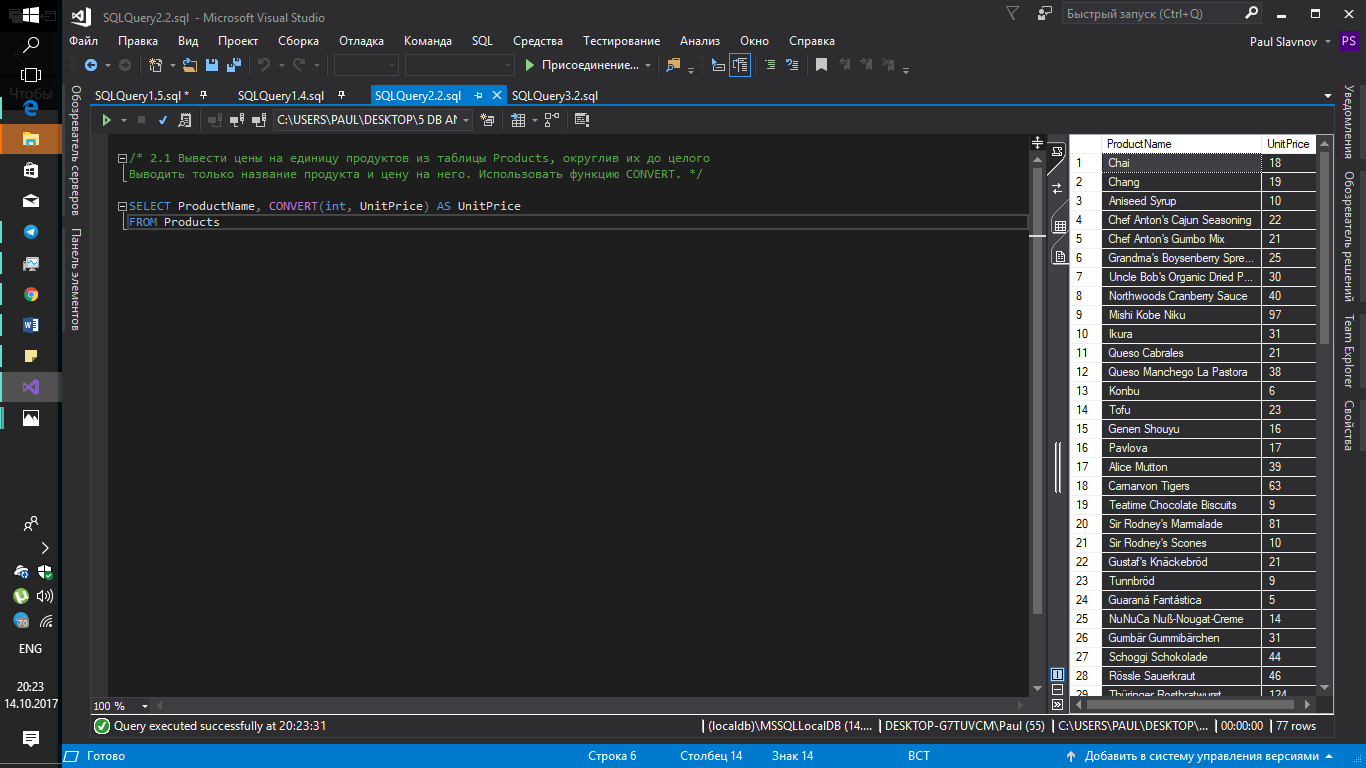 SQLQuery2.2.sql - Microsoft Visual Studio
Быстрый запуск (Ctrl+Q)
Файл Правка Вид Проект Сборка Отладка Команда SQL Средства Тестирование Анализ Окно Справка
Paul Slavnov PS
Присоединение...
Чтобы
SQLQuery1.5.sql * SQLQuery1.4.sql SQLQuery2.2.sql SQLQuery3.2.sql
C:\USERS\PAUL\DESKTOP\5 DB AN
Обозреватель серверов
Панель элементов
/* 2.1 Вывести цены на единицу продуктов из таблицы Products, округлив их до целого
Выводить только название продукта и цену на него. Использовать функцию CONVERT. */
SELECT ProductName, CONVERT(int, UnitPrice) AS UnitPrice
FROM Products
ProductName UnitPrice
1 Chai 18
2 Chang 19
3 Aniseed Syrup 10
4 Chef Anton's Cajun Seasoning 22
5 Chef Anton's Gumbo Mix 21
6 Grandma's Boysenberry Spre... 25
7 Uncle Bob's Organic Dried P... 30
8 Northwoods Cranberry Sauce 40
9 Mishi Kobe Niku 97
10 Ikura 31
11 Queso Cabrales 21
12 Queso Manchego La Pastora 38
13 Konbu 6
14 Tofu 23
15 Genen Shouyu 16
16 Pavlova 17
17 Alice Mutton 39
18 Carnarvon Tigers 63
19 Teatime Chocolate Biscuits 9
20 Sir Rodney's Marmalade 81
21 Sir Rodney's Scones 10
22 Gustaf's Knäckebröd 21
23 Tunnbröd 9
24 Guaraná Fantástica 5
25 NuNuCa Nuß-Nougat-Creme 14
26 Gumbär Gummibärchen 31
27 Schoggi Schokolade 44
28 Rössle Sauerkraut 46
29 Thüringer Rostbratwurst 124
Уведомления
Обозреватель решений
Team Explorer
Свойства
70
ENG
20:23
14.10.2017
100 %
Query executed successfully at 20:23:31
(localdb)\MSSQLLocalDB (14.... DESKTOP-G7TUVCM\Paul (55) C:\USERS\PAUL\DESKTOP\... 00:00:00 77 rows
Готово Строка 6 Столбец 14 Знак 14 ВСТ Добавить в систему управления версиями